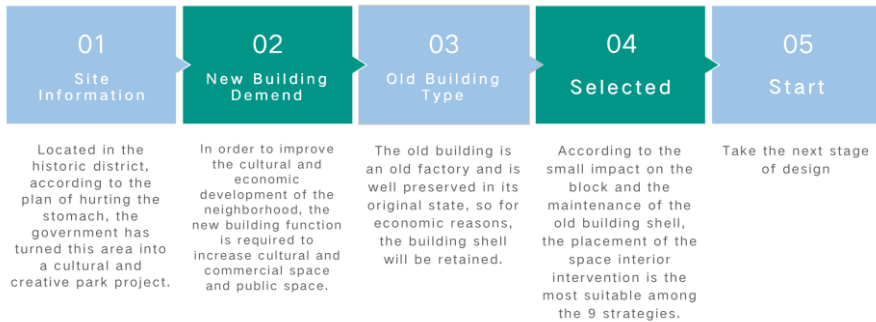 01
Site
Information
Located in the
historic district,
according to the
plan of hurting the
stomach, the
government has
turned this area into
a cultural and
creative park project.
02
New Building
Demend
In order to improve
the cultural and
economic
development of the
neighborhood, the
new building function
is required to
increase cultural and
commercial space
and public space.
03
Old Building
Type
The old building is
an old factory and is
well preserved in its
original state, so for
economic reasons,
the building shell
will be retained.
04
Selected
According to the
small impact on the
block and the
maintenance of the
old building shell,
the placement of the
space interior
intervention is the
most suitable among
the 9 strategies.
05
Start
Take the next stage
of design